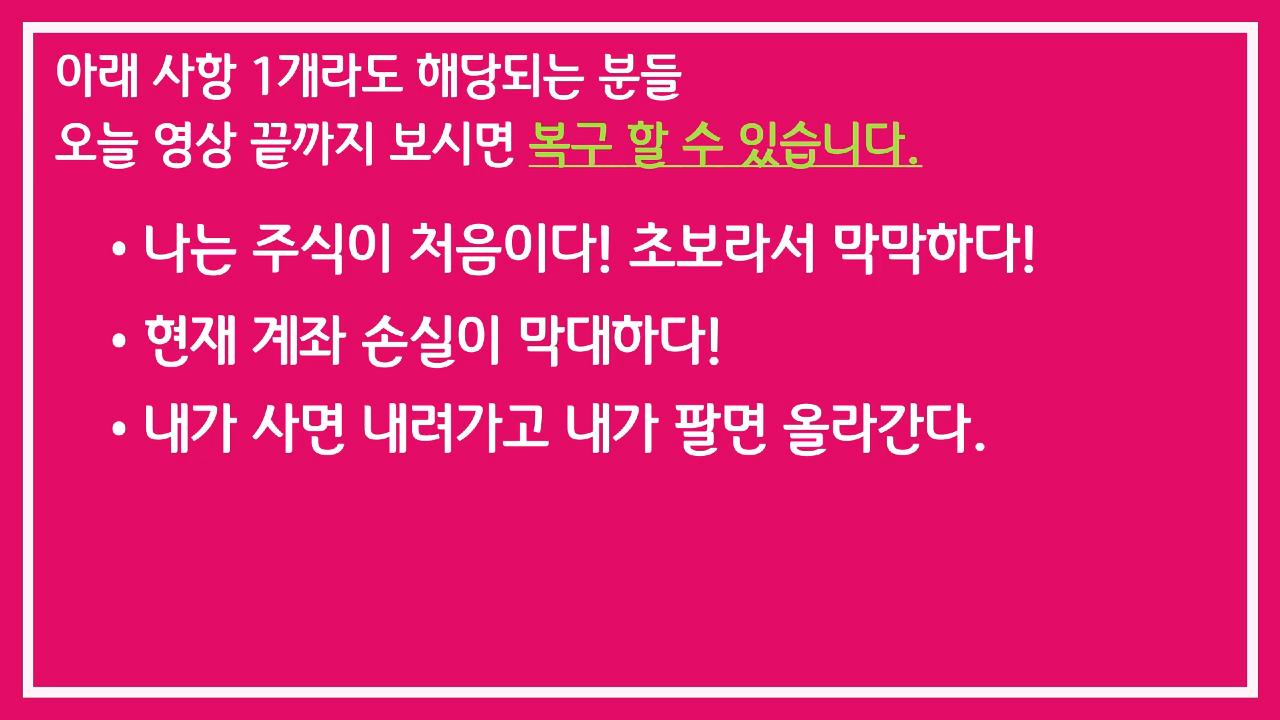 아래 사항 1개라도 해당되는 분들
오늘 영상 끝까지 보시면 복구 할 수 있습니다.
• 나는 주식이 처음이다! 초보라서 막막하다!
• 현재 계좌 손실이 막대하다!
• 내가 사면 내려가고 내가 팔면 올라간다.